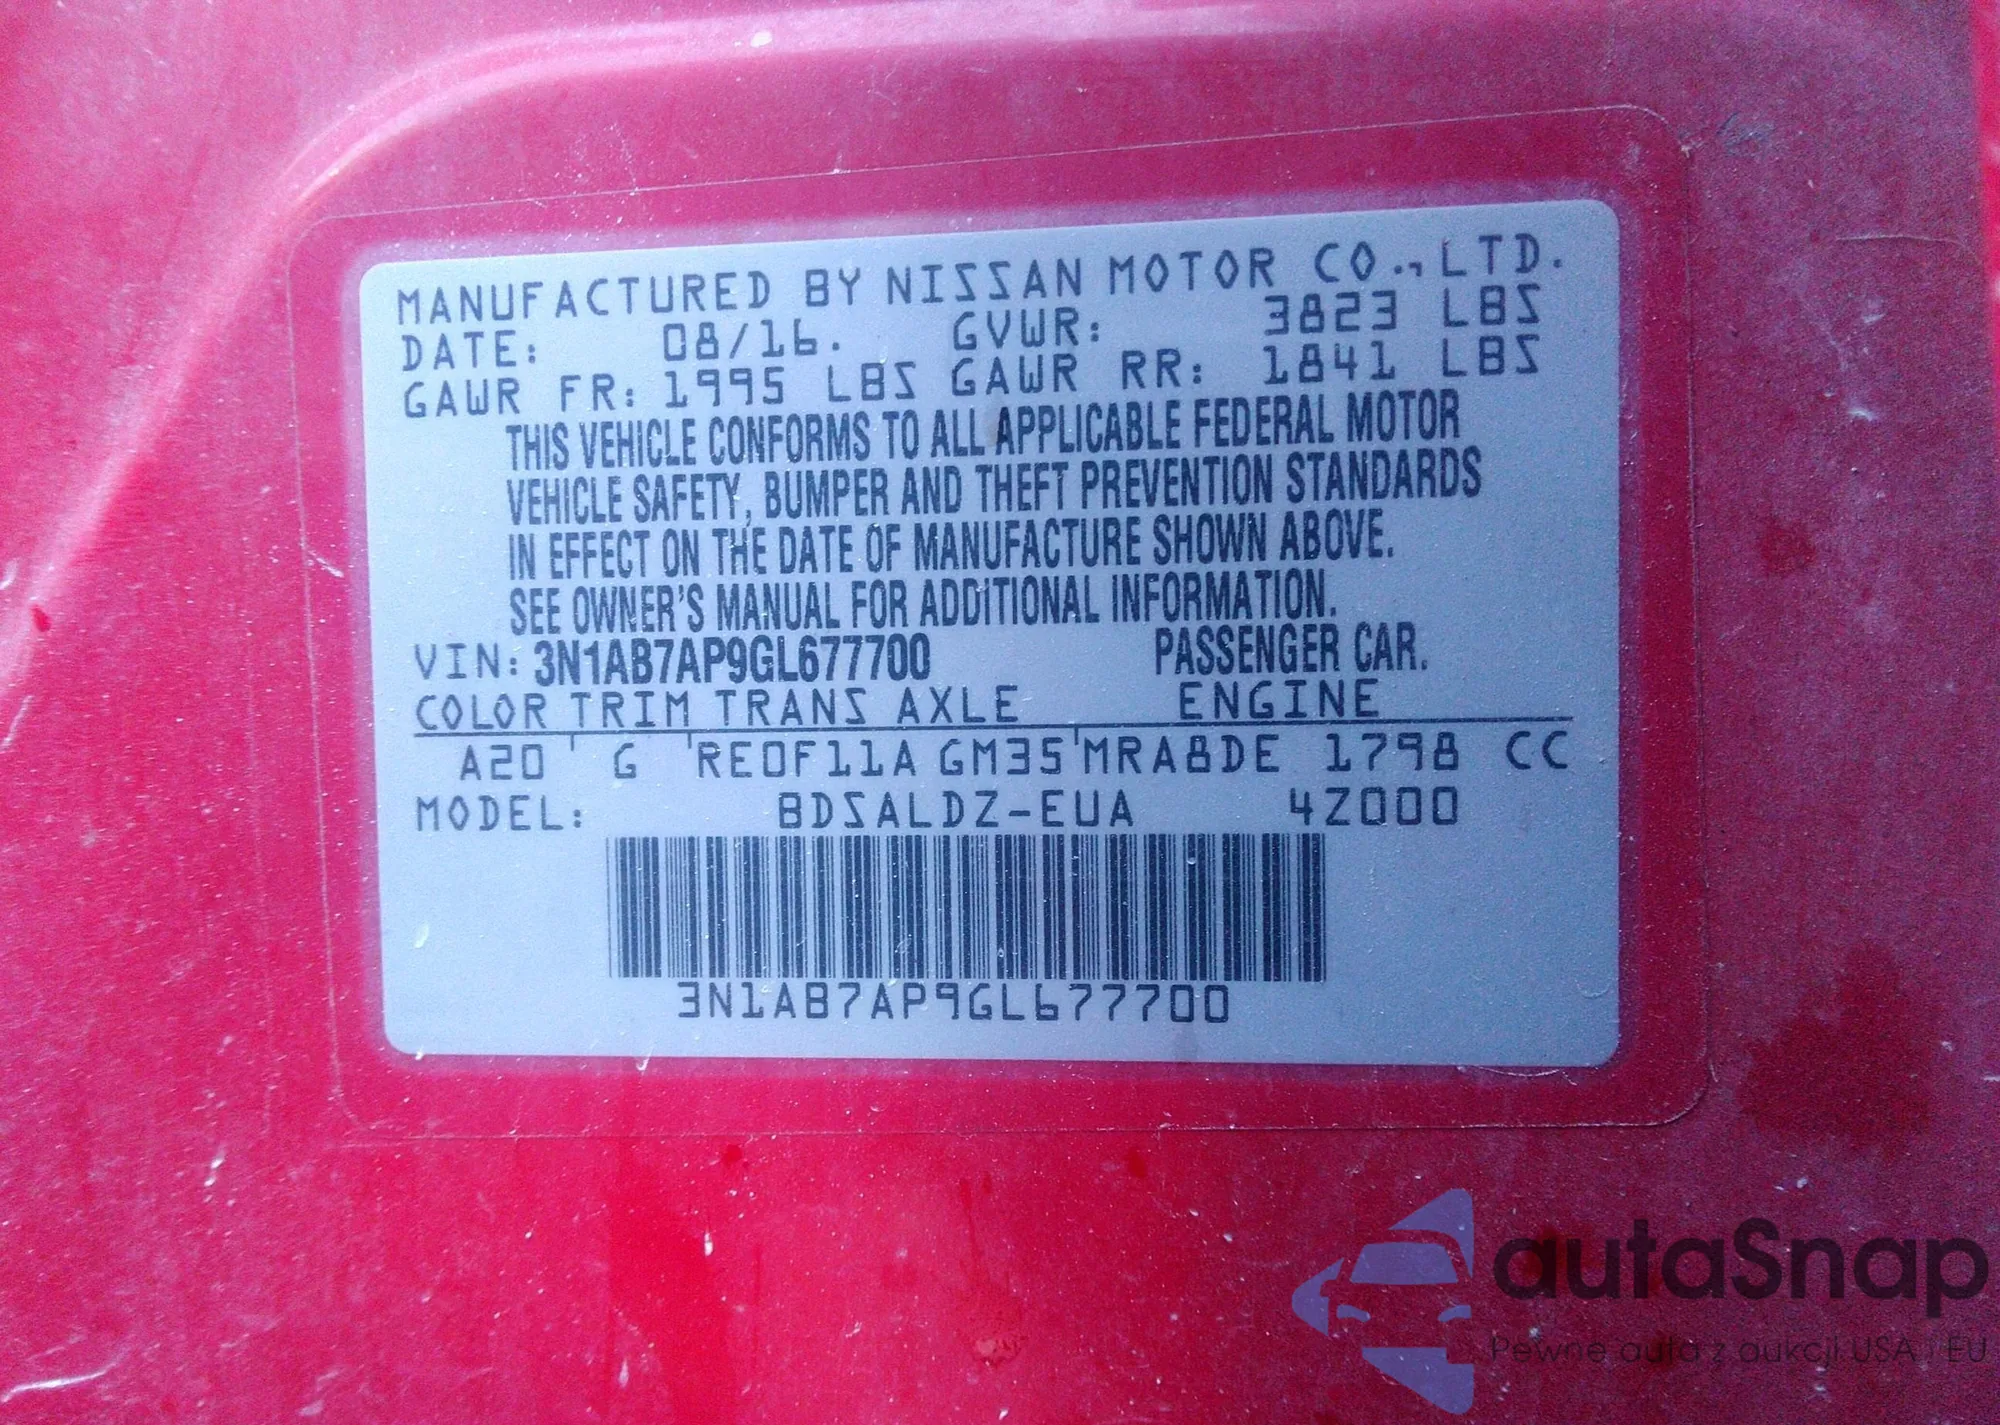 MANUFACTURED BY NISSAN MOTOR CO., LTD.
DATE: 08/16. GVWR: 3823 LBS
GAWR FR: 1995 LBS GAWR RR: 1841 LBS
THIS VEHICLE CONFORMS TO ALL APPLICABLE FEDERAL MOTOR
VEHICLE SAFETY, BUMPER AND THEFT PREVENTION STANDARDS
IN EFFECT ON THE DATE OF MANUFACTURE SHOWN ABOVE.
SEE OWNER'S MANUAL FOR ADDITIONAL INFORMATION.
VIN: 3N1AB7AP9GL677700 PASSENGER CAR.
COLOR TRIM TRANS AXLE ENGINE
A20 G RE0F11A GM35 MRA8DE 1798 CC
MODEL: BDSALDZ-EUA 4Z000
3N1AB7AP9GL677700
autaSnap
Pewne auta z aukcji USA i EU